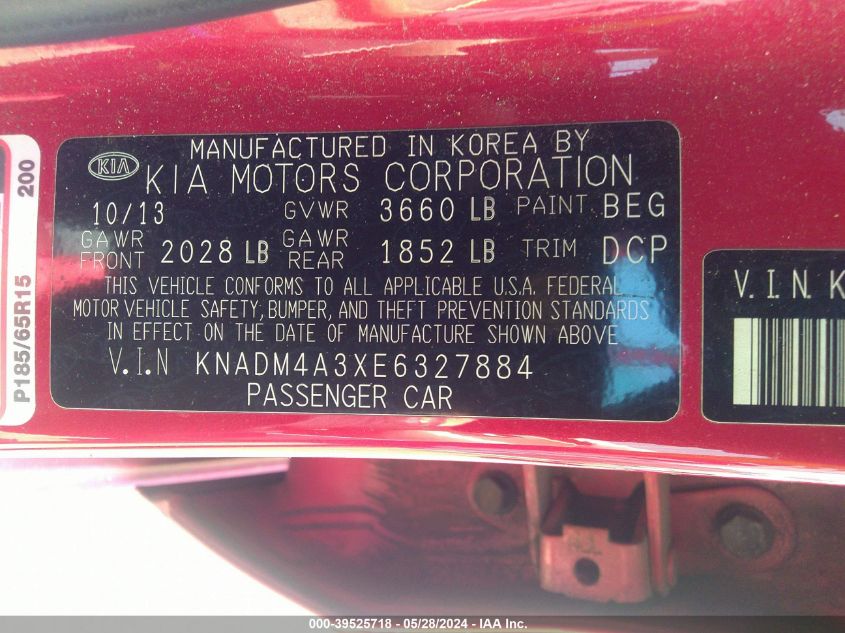 MANUFACTURED IN KOREA BY
KIA KIA MOTORS CORPORATION
10/13 GVWR 3660 LB PAINT BEG
GAWR FRONT 2028 LB GAWR REAR 1852 LB TRIM DCP
THIS VEHICLE CONFORMS TO ALL APPLICABLE U.S.A. FEDERAL
MOTOR VEHICLE SAFETY, BUMPER, AND THEFT PREVENTION STANDARDS
IN EFFECT ON THE DATE OF MANUFACTURE SHOWN ABOVE
V.I.N KNADM4A3XE6327884
PASSENGER CAR
P185/65R15 200
V.I.N. K
000-39525718 - 05/28/2024 - IAA Inc.